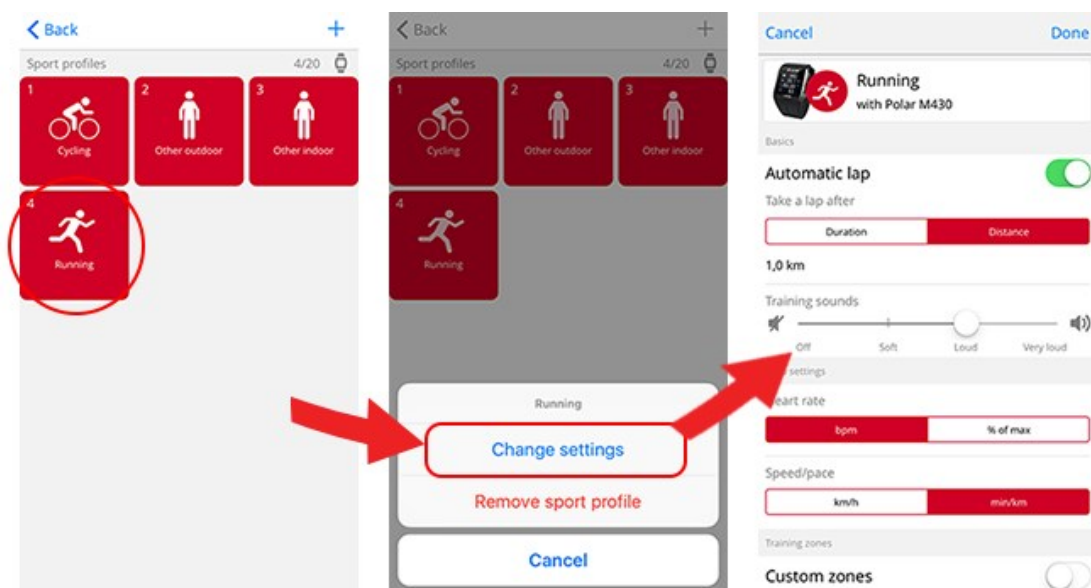 Back
Sport profiles 4/20
1 2 3
Cycling Other outdoor Other indoor
4
Running
Back
Sport profiles 4/20
1 2 3
Cycling Other outdoor Other indoor
4
Running
Running
Change settings
Remove sport profile
Cancel
Cancel Done
Running
with Polar M430
Basics
Automatic lap
Take a lap after
Duration Distance
1,0 km
Training sounds
Off Soft Loud Very loud
settings
eart rate
bpm % of max
Speed/pace
km/h min/km
Training zones
Custom zones